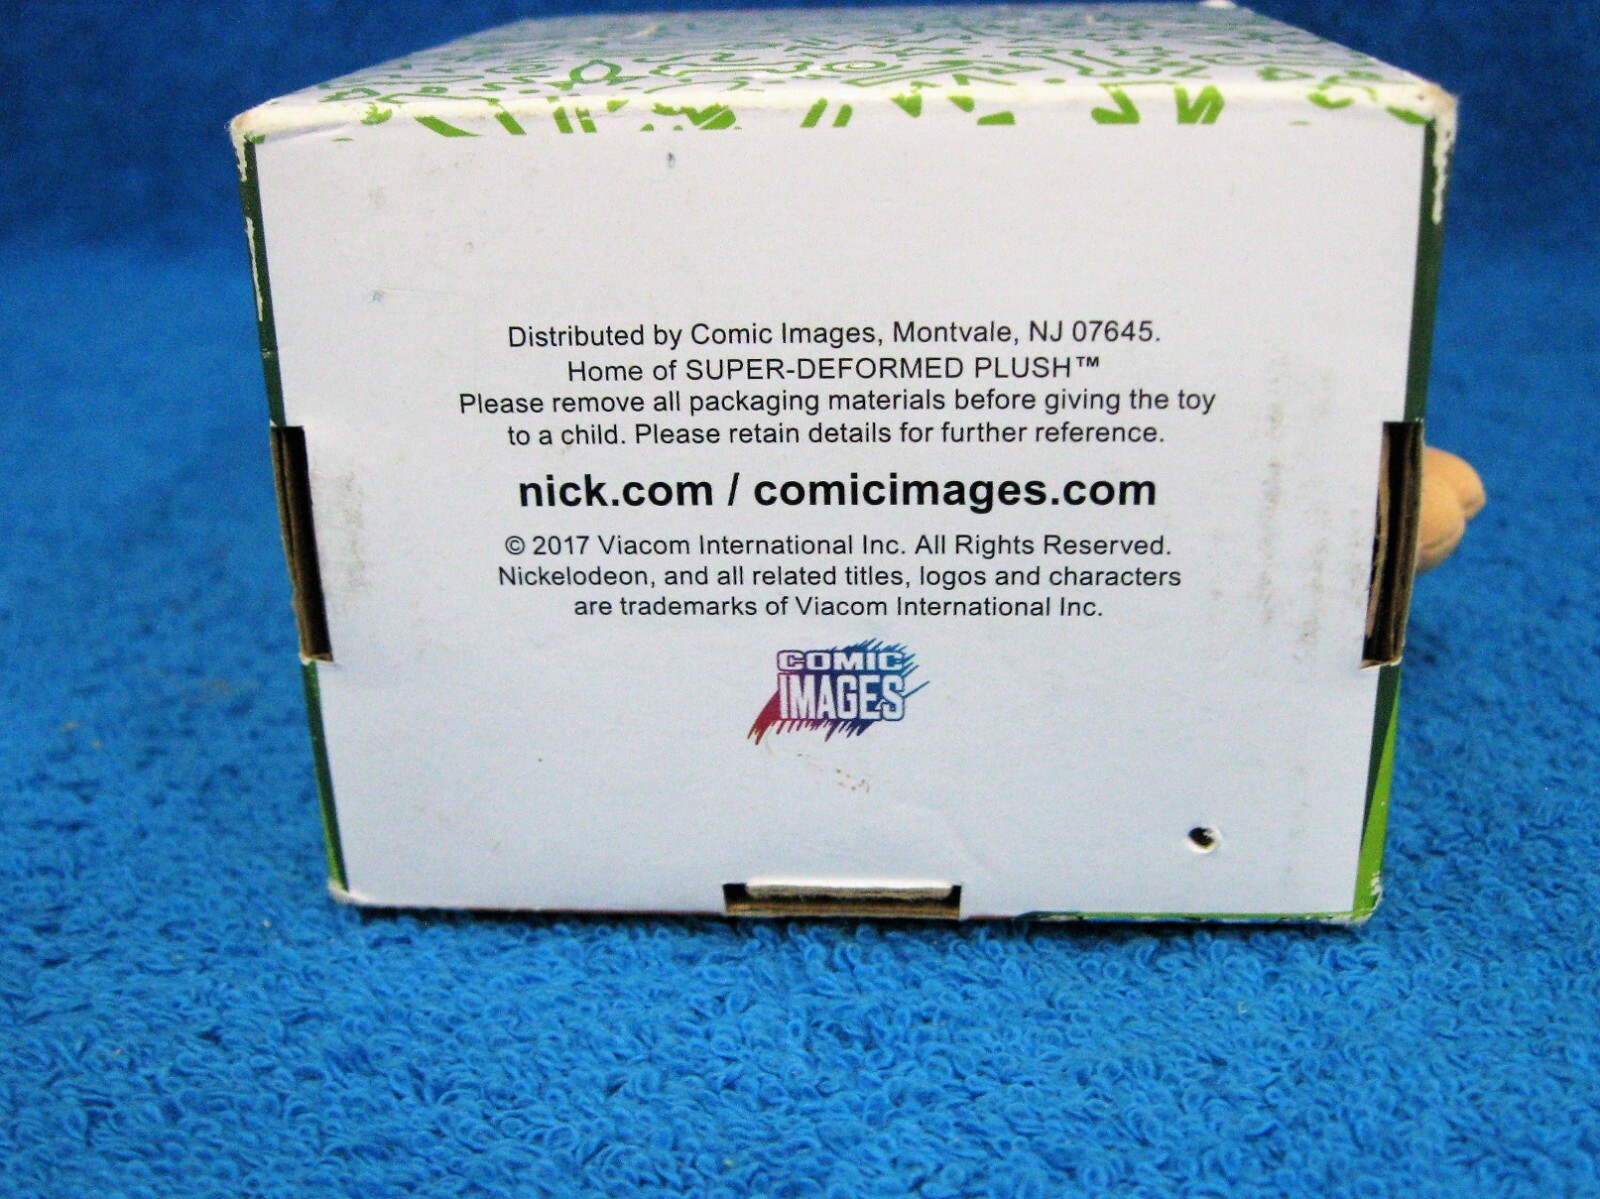 Distributed by Comic Images, Montvale, NJ 07645.
Home of SUPER-DEFORMED PLUSH™
Please remove all packaging materials before giving the toy
to a child. Please retain details for further reference.
nick.com / comicimages.com
© 2017 Viacom International Inc. All Rights Reserved.
Nickelodeon, and all related titles, logos and characters
are trademarks of Viacom International Inc.
COMIC
IMAGES